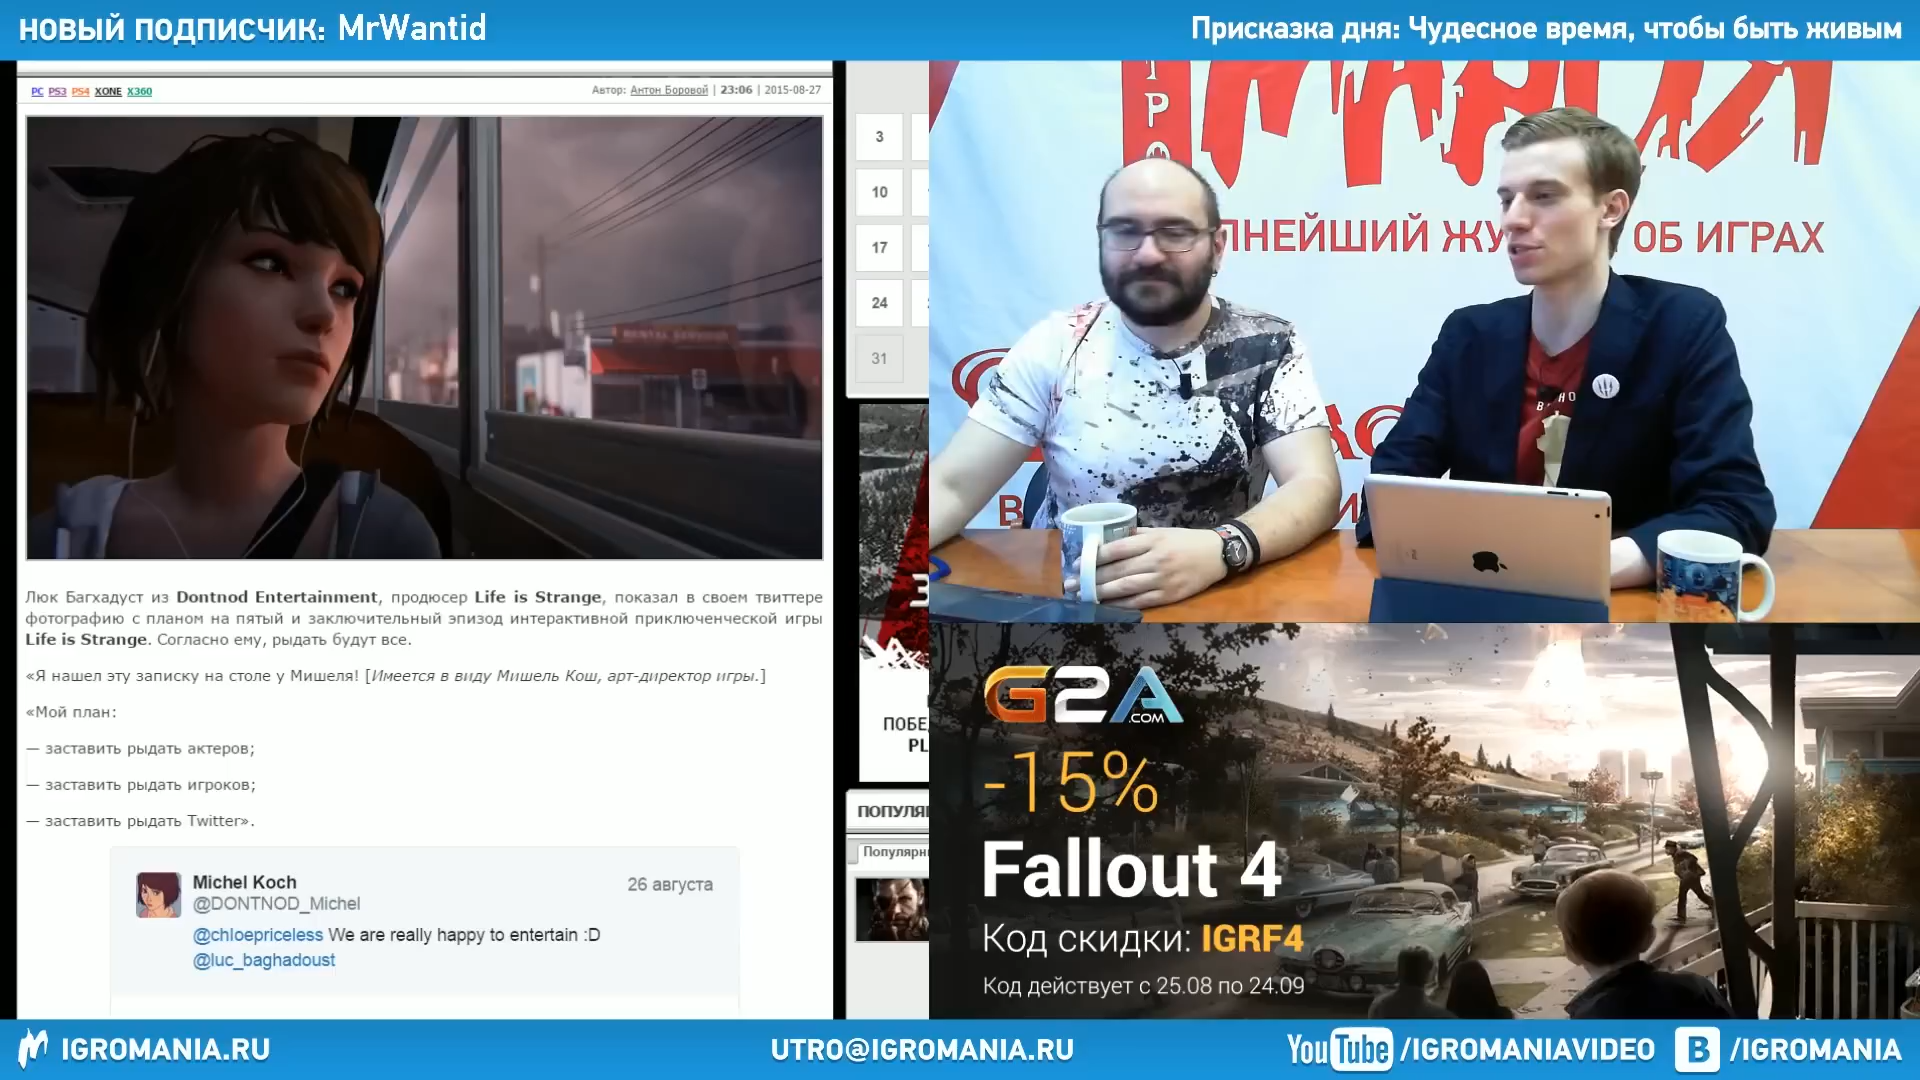 НОВЫЙ ПОДПИСЧИК: MrWantid
Присказка дня: Чудесное время, чтобы быть живым
PC PS3 PS4 XONE X360
Автор: Антон Боровой | 23:06 | 2015-08-27
RENTAL SERVICES
Люк Багхадуст из Dontnod Entertainment, продюсер Life is Strange, показал в своем твиттере
фотографию с планом на пятый и заключительный эпизод интерактивной приключенческой игры
Life is Strange. Согласно ему, рыдать будут все.
«Я нашел эту записку на столе у Мишеля! [Имеется в виду Мишель Кош, арт-директор игры.]
«Мой план:
— заставить рыдать актеров;
— заставить рыдать игроков;
— заставить рыдать Twitter».
Michel Koch
26 августа
@DONTNOD_Michel
@chloepriceless We are really happy to entertain :D
@luc_baghadoust
3
10
17
24
31
ПОБЕ
PL
ПОПУЛЯ
Популярн
ПНЕЙШИЙ ЖУ ОБ ИГРАХ
G2A
.COM
-15%
Fallout 4
Код скидки: IGRF4
Код действует с 25.08 по 24.09
IGROMANIA.RU
UTRO@IGROMANIA.RU
YouTube /IGROMANIAVIDEO
B /IGROMANIA